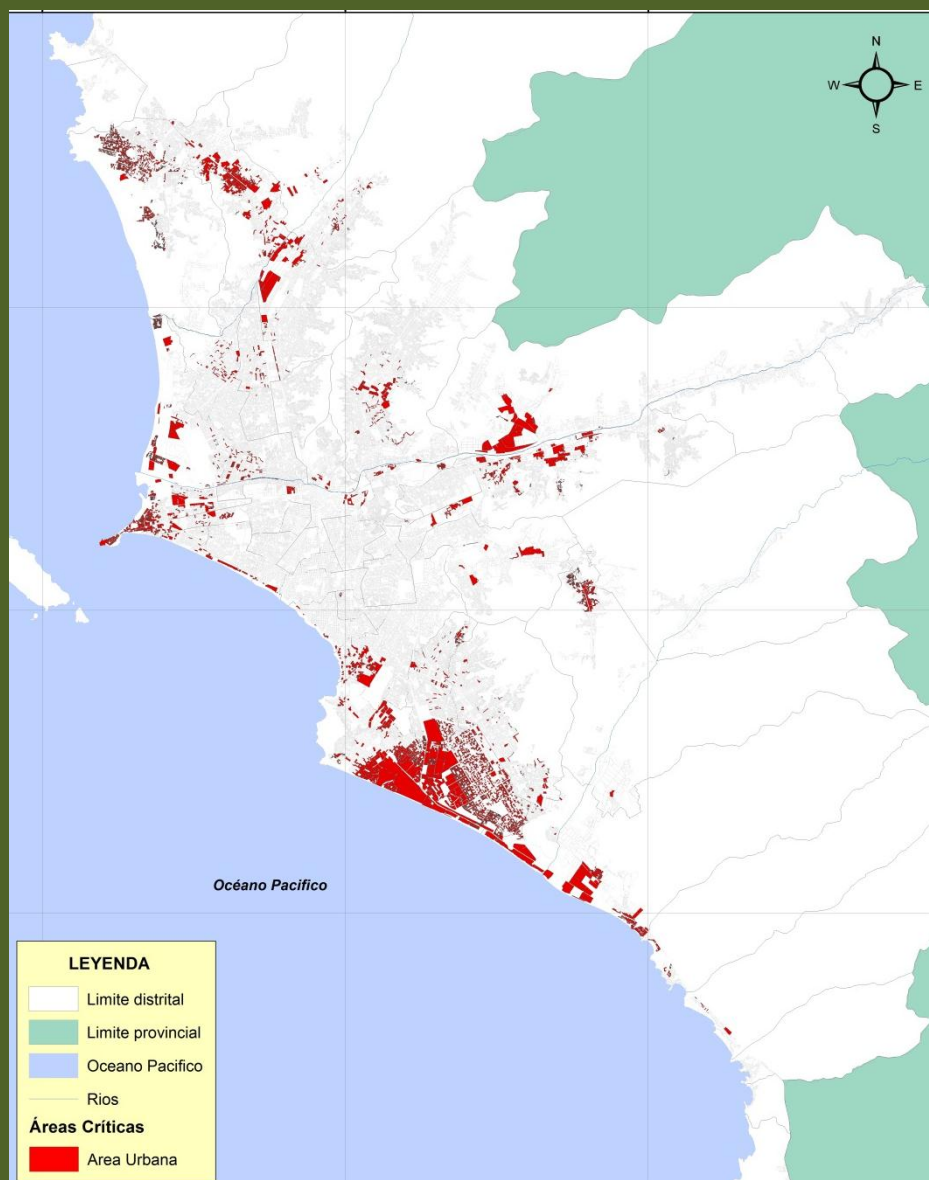 N
W E
S
Océano Pacifico
LEYENDA
Limite distrital
Limite provincial
Oceano Pacifico
Rios
Áreas Críticas
Area Urbana